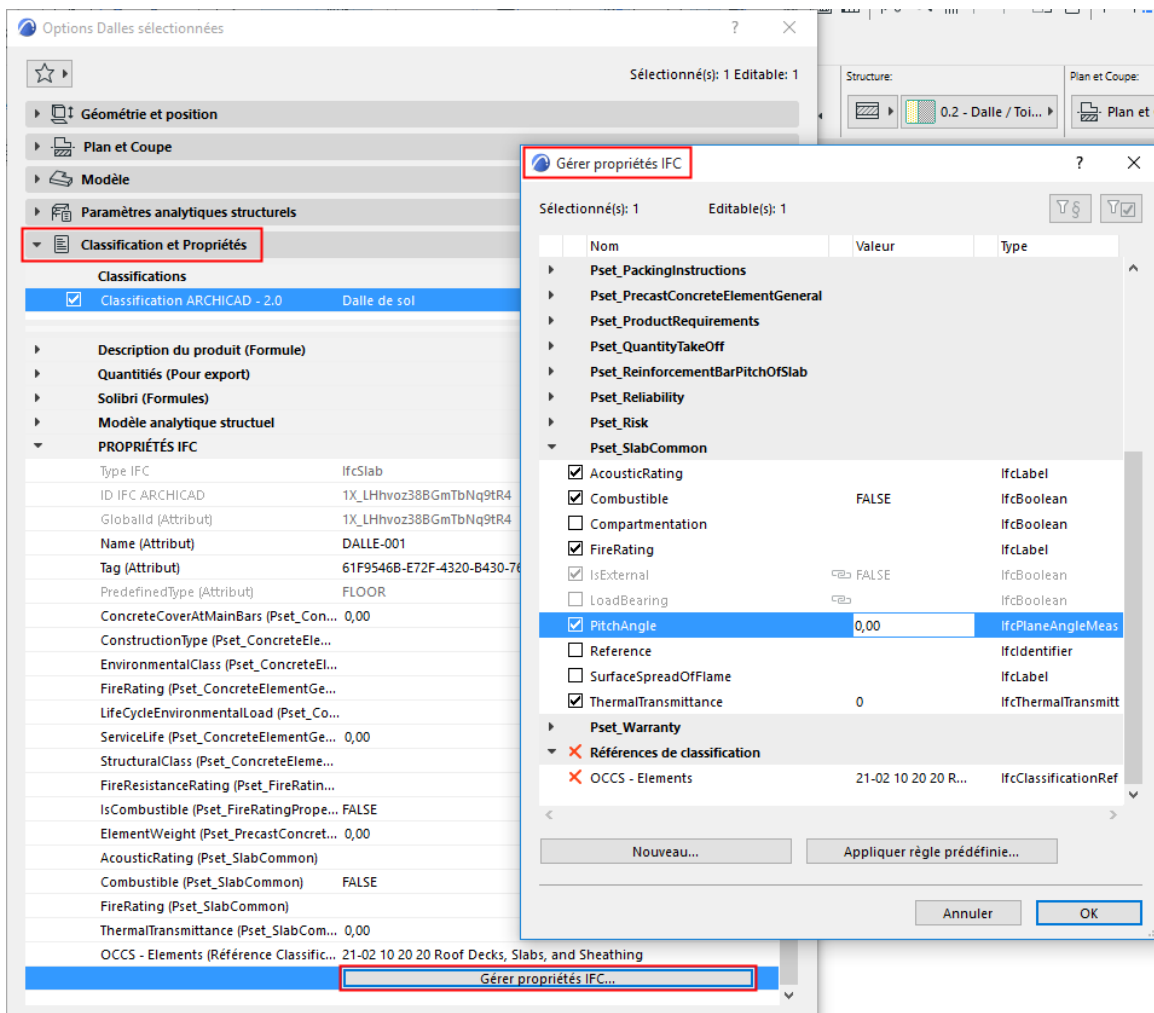 Options Dalles sélectionnées ? ×
Sélectionné(s): 1 Editable: 1
Géométrie et position
Plan et Coupe
Modèle
Paramètres analytiques structurels
Classification et Propriétés
Classifications
Classification ARCHICAD - 2.0 Dalle de sol
Description du produit (Formule)
Quantitiés (Pour export)
Solibri (Formules)
Modèle analytique structuel
PROPRIÉTÉS IFC
Type IFC IfcSlab
ID IFC ARCHICAD 1X_LHhvoz38BGmTbNq9tR4
GlobalId (Attribut) 1X_LHhvoz38BGmTbNq9tR4
Name (Attribut) DALLE-001
Tag (Attribut) 61F9546B-E72F-4320-B430-76
PredefinedType (Attribut) FLOOR
ConcreteCoverAtMainBars (Pset_Con... 0,00
ConstructionType (Pset_ConcreteEle...
EnvironmentalClass (Pset_ConcreteEl...
FireRating (Pset_ConcreteElementGe...
LifeCycleEnvironmentalLoad (Pset_Co...
ServiceLife (Pset_ConcreteElementGe... 0,00
StructuralClass (Pset_ConcreteEleme...
FireResistanceRating (Pset_FireRatin...
IsCombustible (Pset_FireRatingPrope... FALSE
ElementWeight (Pset_PrecastConcret... 0,00
AcousticRating (Pset_SlabCommon)
Combustible (Pset_SlabCommon) FALSE
FireRating (Pset_SlabCommon)
ThermalTransmittance (Pset_SlabCom... 0,00
OCCS - Elements (Référence Classific... 21-02 10 20 20 Roof Decks, Slabs, and Sheathing
Gérer propriétés IFC...
Structure: Plan et Coupe:
0.2 - Dalle / Toi... Plan et
Gérer propriétés IFC ? ×
Sélectionné(s): 1 Editable(s): 1
Nom Valeur Type
Pset_PackingInstructions
Pset_PrecastConcreteElementGeneral
Pset_ProductRequirements
Pset_QuantityTakeOff
Pset_ReinforcementBarPitchOfSlab
Pset_Reliability
Pset_Risk
Pset_SlabCommon
AcousticRating IfcLabel
Combustible FALSE IfcBoolean
Compartmentation IfcBoolean
FireRating IfcLabel
IsExternal FALSE IfcBoolean
LoadBearing IfcBoolean
PitchAngle 0,00 IfcPlaneAngleMeas
Reference IfcIdentifier
SurfaceSpreadOfFlame IfcLabel
ThermalTransmittance 0 IfcThermalTransmitt
Pset_Warranty
Références de classification
OCCS - Elements 21-02 10 20 20 R... IfcClassificationRef
Nouveau... Appliquer règle prédéfinie...
Annuler OK